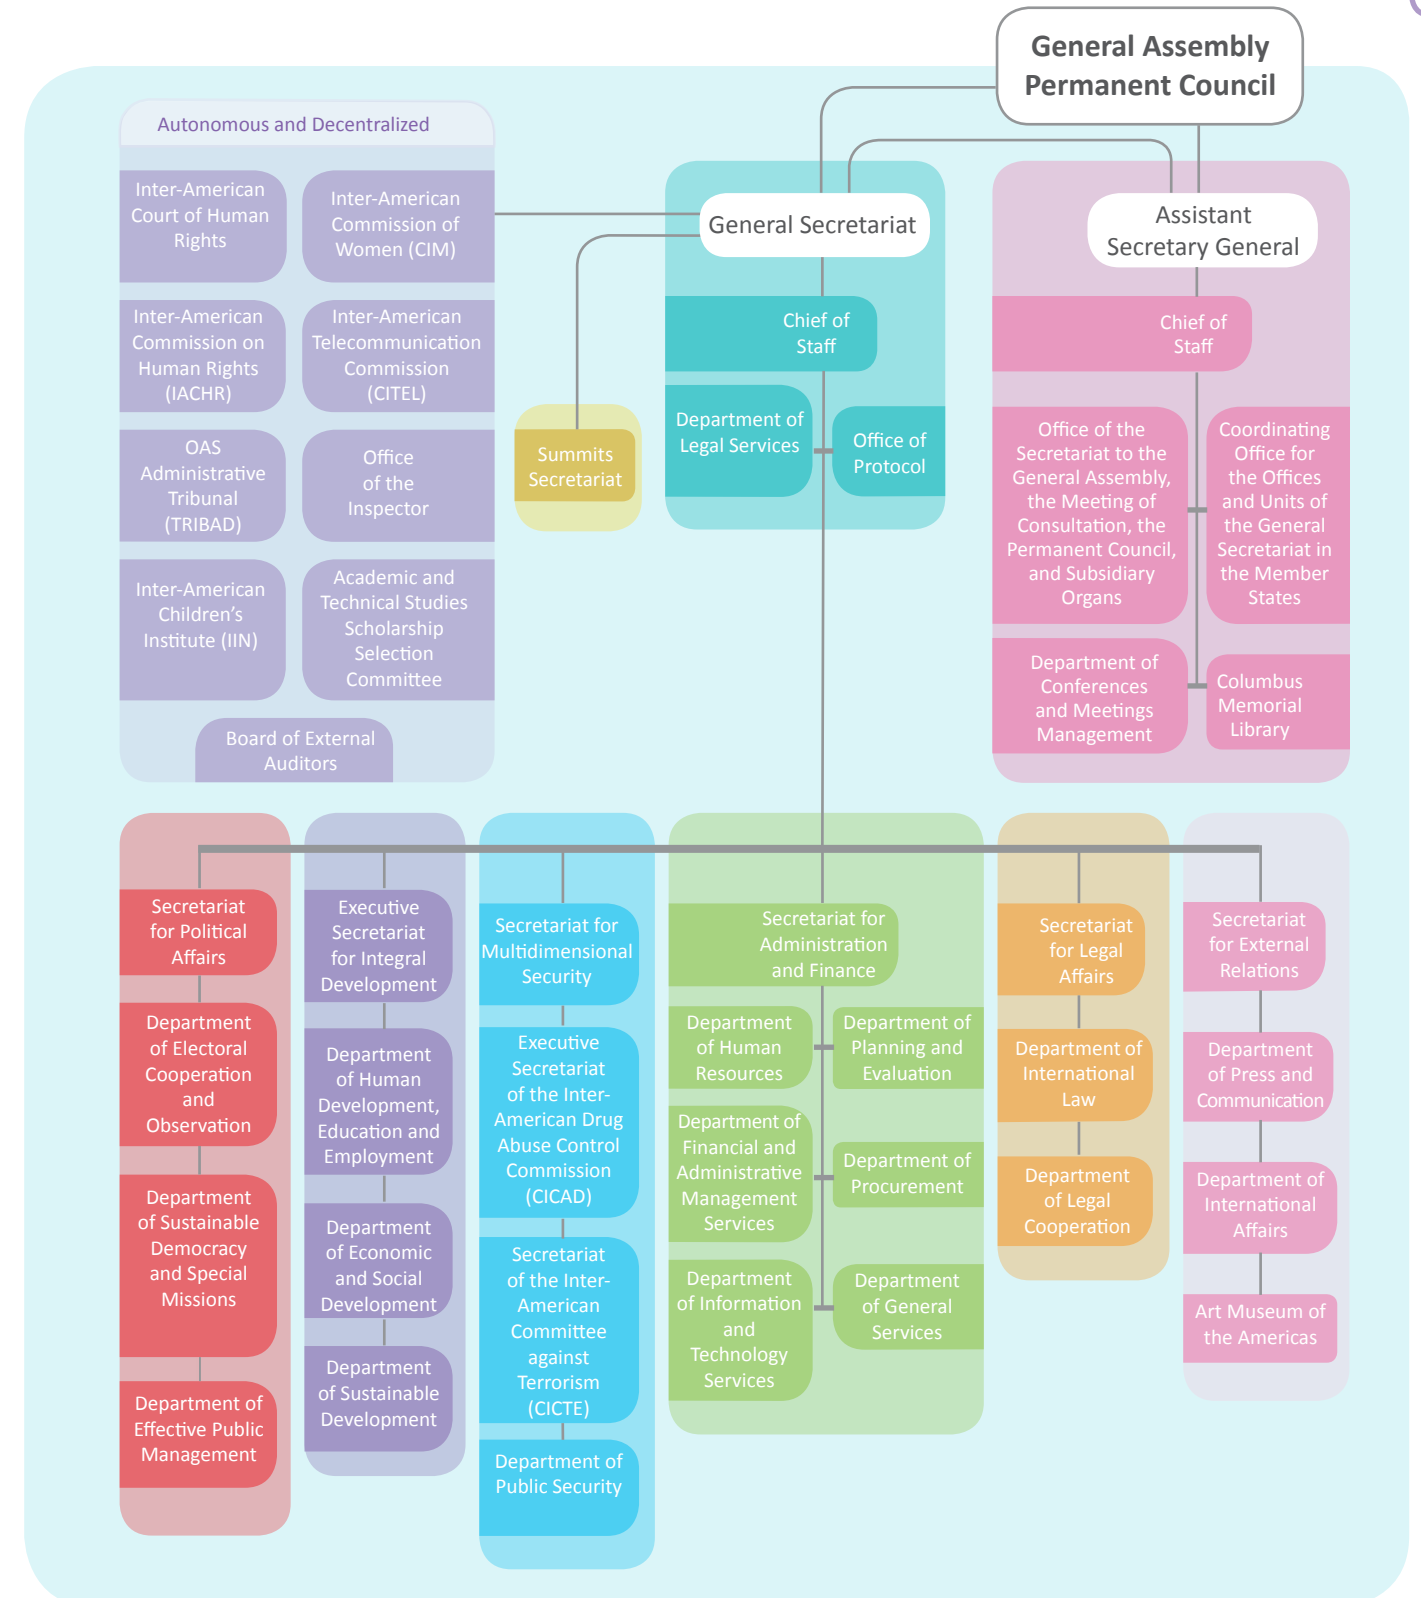 General Assembly
Permanent Council
Autonomous and Decentralized
Inter-American
Court of Human
Rights
Inter-American
Commission of
Women (CIM)
General Secretariat
Assistant
Secretary General
Inter-American
Commission on
Human Rights
(IACHR)
Inter-American
Telecommunication
Commission
(CITEL)
Chief of
Staff
Chief of
Staff
OAS
Administrative
Tribunal
(TRIBAD)
Office
of the
Inspector
Summits
Secretariat
Department of
Legal Services
Office of
Protocol
Office of the
Secretariat to the
General Assembly,
the Meeting of
Consultation, the
Permanent Council,
and Subsidiary
Organs
Coordinating
Office for
the Offices
and Units of
the General
Secretariat in
the Member
States
Inter-American
Children’s
Institute (IIN)
Academic and
Technical Studies
Scholarship
Selection
Committee
Department of
Conferences
and Meetings
Management
Columbus
Memorial
Library
Board of External
Auditors
Secretariat
for Political
Affairs
Department
of Electoral
Cooperation
and
Observation
Department
of Sustainable
Democracy
and Special
Missions
Department of
Effective Public
Management
Executive
Secretariat
for Integral
Development
Department
of Human
Development,
Education and
Employment
Department
of Economic
and Social
Development
Department
of Sustainable
Development
Secretariat for
Multidimensional
Security
Executive
Secretariat
of the Inter-
American Drug
Abuse Control
Commission
(CICAD)
Secretariat
of the Inter-
American
Committee
against
Terrorism
(CICTE)
Department of
Public Security
Secretariat for
Administration
and Finance
Department
of Human
Resources
Department of
Planning and
Evaluation
Department of
Financial and
Administrative
Management
Services
Department of
Procurement
Department
of Information
and
Technology
Services
Department
of General
Services
Secretariat
for Legal
Affairs
Department of
International
Law
Department
of Legal
Cooperation
Secretariat
for External
Relations
Department
of Press and
Communication
Department of
International
Affairs
Art Museum of
the Americas